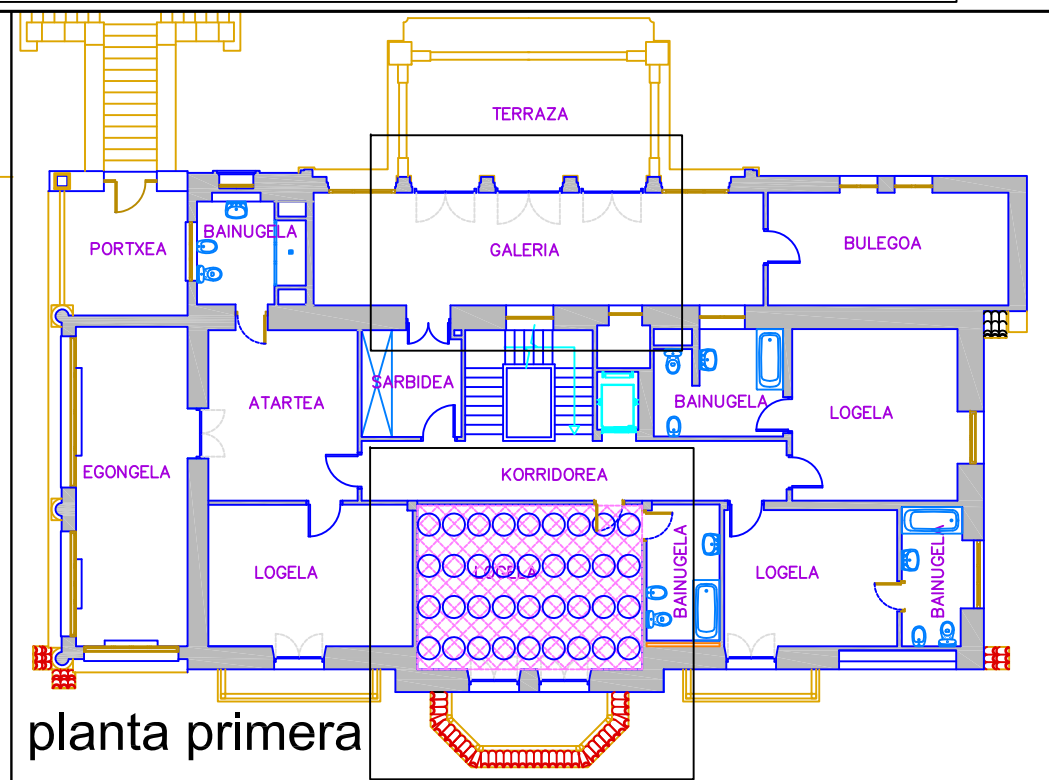 TERRAZA
PORTXEA
BAINUGELA
GALERIA
BULEGOA
SARBIDEA
ATARTEA
BAINUGELA
LOGELA
EGONGELA
KORRIDOREA
LOGELA
LOGELA
BAINUGELA
LOGELA
BAINUGELA
planta primera